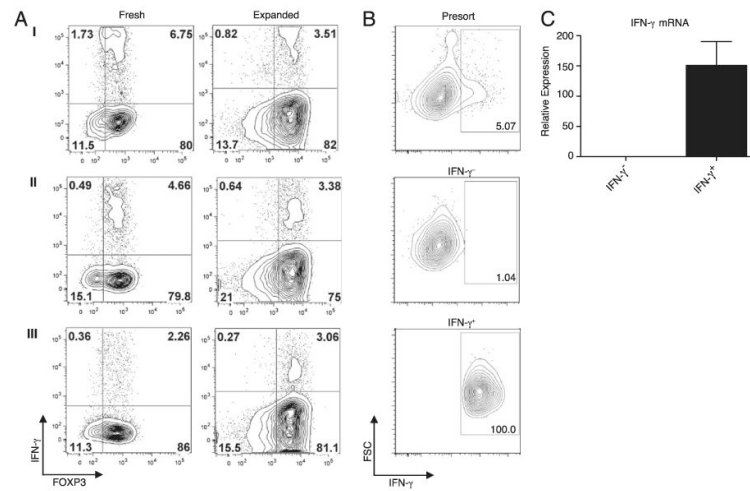 A
B
C
Fresh
Expanded
Presort
IFN-γ mRNA
I
1.73
6.75
0.82
3.51
11.5
80
13.7
82
5.07
Relative Expression
200
150
100
50
0
IFN-γ-
IFN-γ+
II
0.49
4.66
0.64
3.38
15.1
79.8
21
75
IFN-γ-
1.04
III
0.36
2.26
0.27
3.06
11.3
86
15.5
81.1
IFN-γ+
100.0
IFN-γ
FOXP3
FSC
IFN-γ